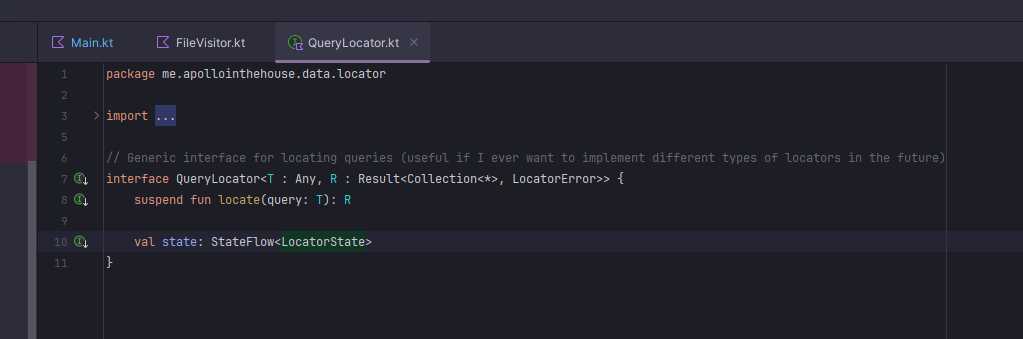 Main.kt FileVisitor.kt QueryLocator.kt
1 package me.apollointhehouse.data.locator
2
3 import ...
5
6 // Generic interface for locating queries (useful if I ever want to implement different types of locators in the future)
7 interface QueryLocator<T : Any, R : Result<Collection<*>, LocatorError>> {
8 suspend fun locate(query: T): R
9
10 val state: StateFlow<LocatorState>
11 }